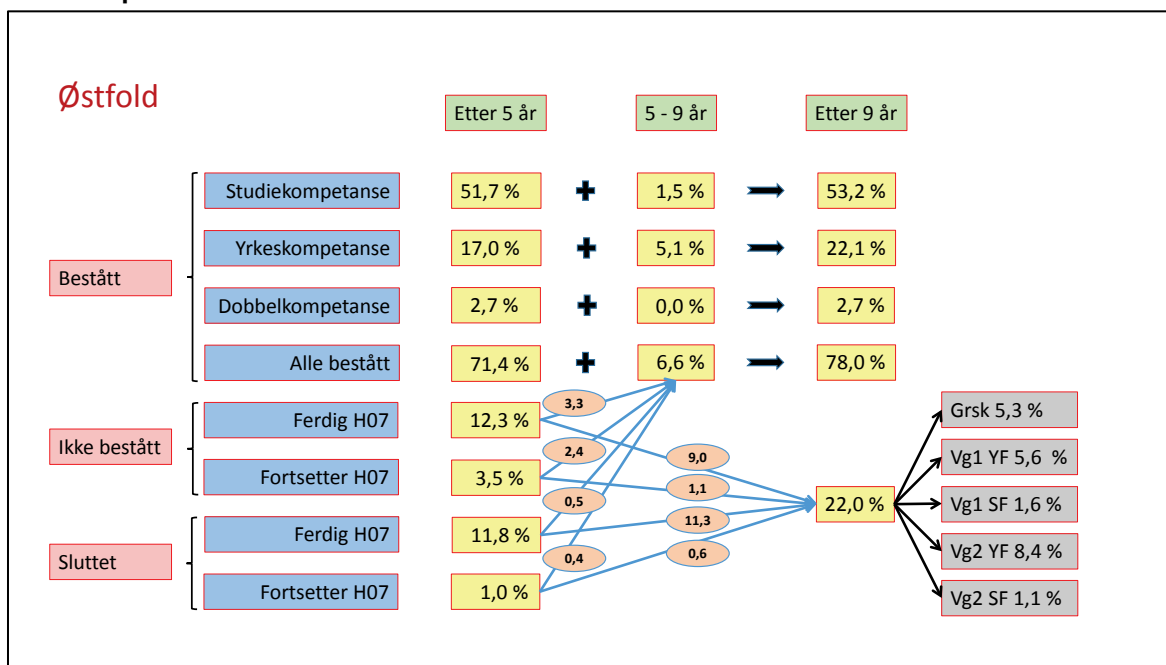 Østfold
Etter 5 år 5 - 9 år Etter 9 år
Bestått
Studiekompetanse 51,7 % 1,5 % 53,2 %
Yrkeskompetanse 17,0 % 5,1 % 22,1 %
Dobbelkompetanse 2,7 % 0,0 % 2,7 %
Alle bestått 71,4 % 6,6 % 78,0 %
Ikke bestått
Ferdig H07 12,3 % 3,3 9,0
Fortsetter H07 3,5 % 2,4 1,1
Sluttet
Ferdig H07 11,8 % 0,5 11,3
Fortsetter H07 1,0 % 0,4 0,6
22,0 %
Grsk 5,3 %
Vg1 YF 5,6 %
Vg1 SF 1,6 %
Vg2 YF 8,4 %
Vg2 SF 1,1 %